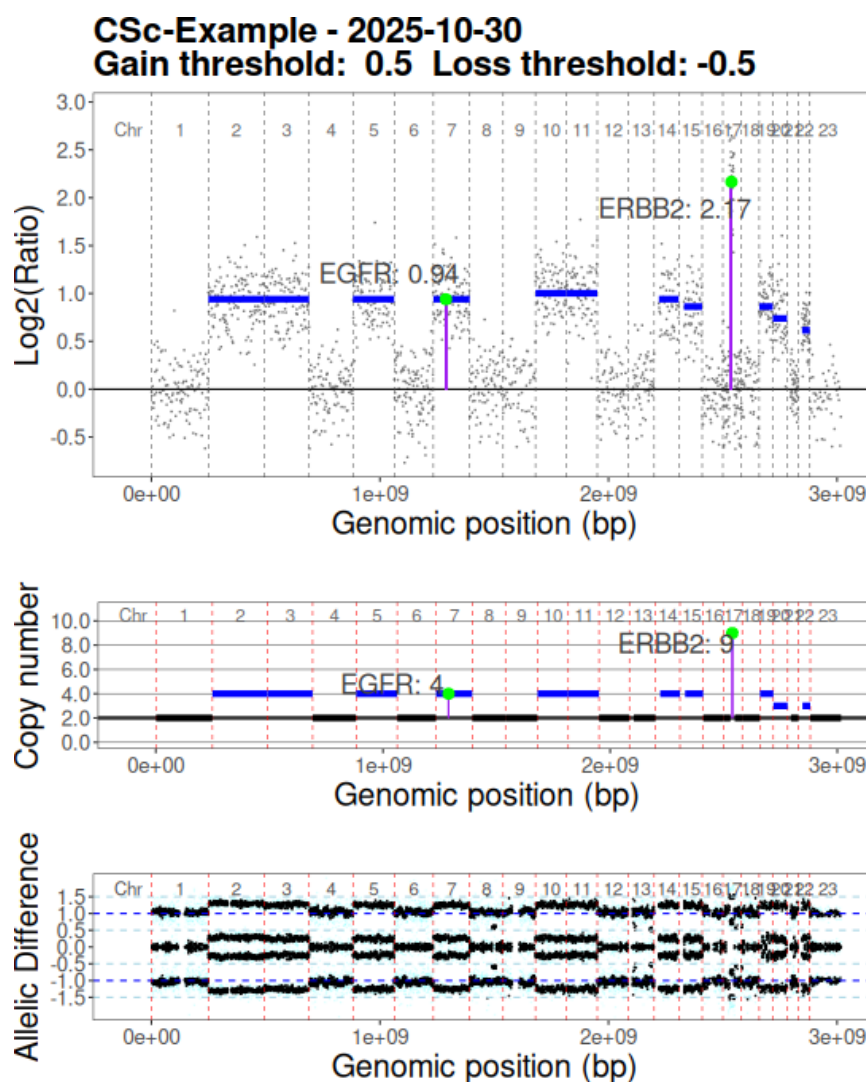 CSc-Example - 2025-10-30
Gain threshold: 0.5 Loss threshold: -0.5
3.0
Chr 1 2 3 4 5 6 7 8 9 10 11 12 13 14 15 16 17 18 19 20 21 22 23
2.5
2.0
ERBB2: 2.17
1.5
EGFR: 0.94
1.0
0.5
0.0
-0.5
Log2(Ratio)
0e+00 1e+09 2e+09 3e+09
Genomic position (bp)
Chr 1 2 3 4 5 6 7 8 9 10 11 12 13 14 15 16 17 18 19 20 21 22 23
10.0
8.0
ERBB2: 9
6.0
EGFR: 4
4.0
2.0
0.0
Copy number
0e+00 1e+09 2e+09 3e+09
Genomic position (bp)
Chr 1 2 3 4 5 6 7 8 9 10 11 12 13 14 15 16 17 18 19 20 21 22 23
1.5
1.0
0.5
0.0
-0.5
-1.0
-1.5
Allelic Difference
0e+00 1e+09 2e+09 3e+09
Genomic position (bp)